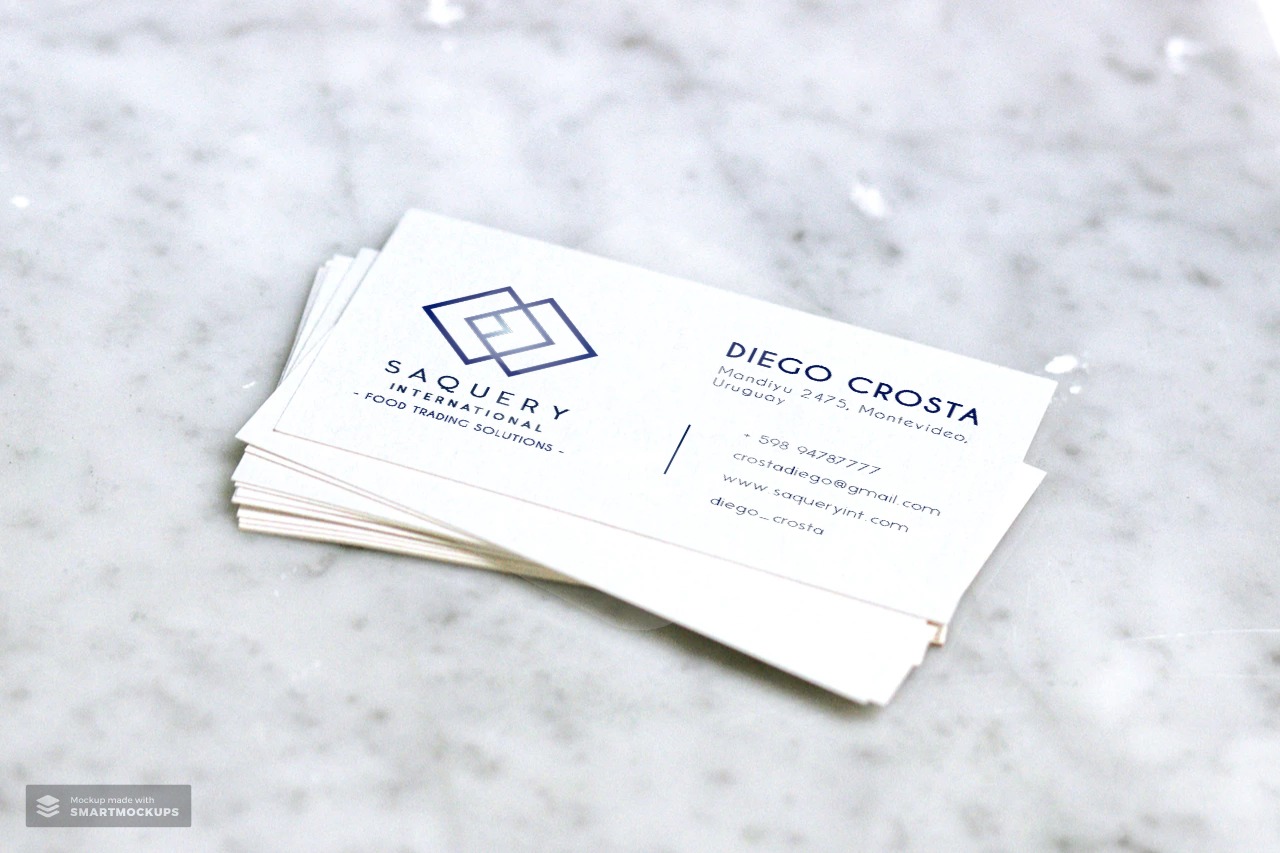 SAQUERY
INTERNATIONAL
- FOOD TRADING SOLUTIONS -
DIEGO CROSTA
Mandiyu 2475, Montevideo,
Uruguay
+ 598 94787777
crostadiego@gmail.com
www.saqueryint.com
diego_crosta
Mockup made with
SMARTMOCKUPS